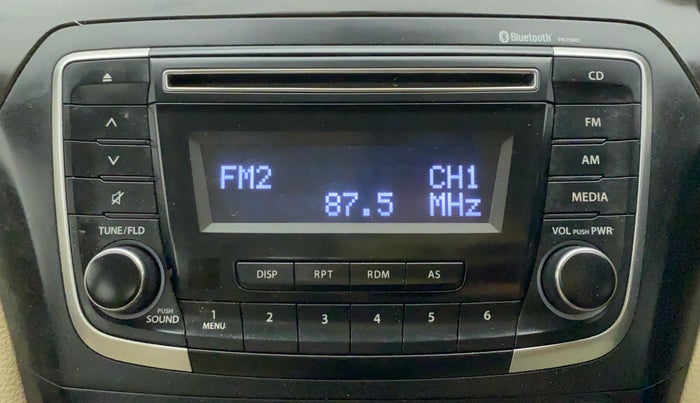 Bluetooth
CD
FM
AM
MEDIA
FM2 CH1
87.5 MHz
TUNE/FLD
VOL PUSH PWR
DISP RPT RDM AS
PUSH
SOUND
1 2 3 4 5 6
MENU